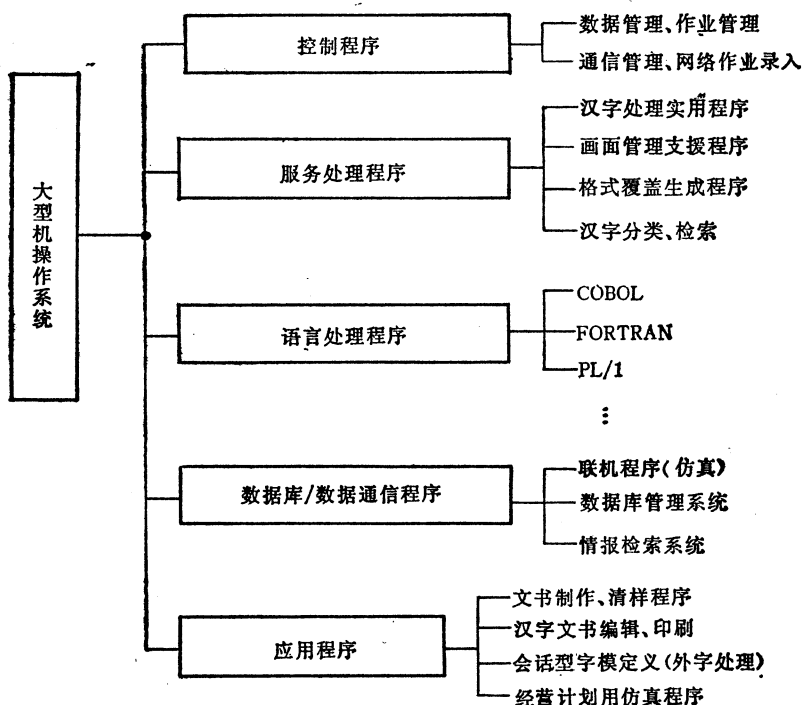 大型机操作系统
控制程序
数据管理、作业管理
通信管理、网络作业录入
服务处理程序
汉字处理实用程序
画面管理支援程序
格式覆盖生成程序
汉字分类、检索
语言处理程序
COBOL
FORTRAN
PL/1
⋮
数据库/数据通信程序
联机程序(仿真)
数据库管理系统
情报检索系统
应用程序
文书制作、清样程序
汉字文书编辑、印刷
会话型字模定义(外字处理)
经营计划用仿真程序